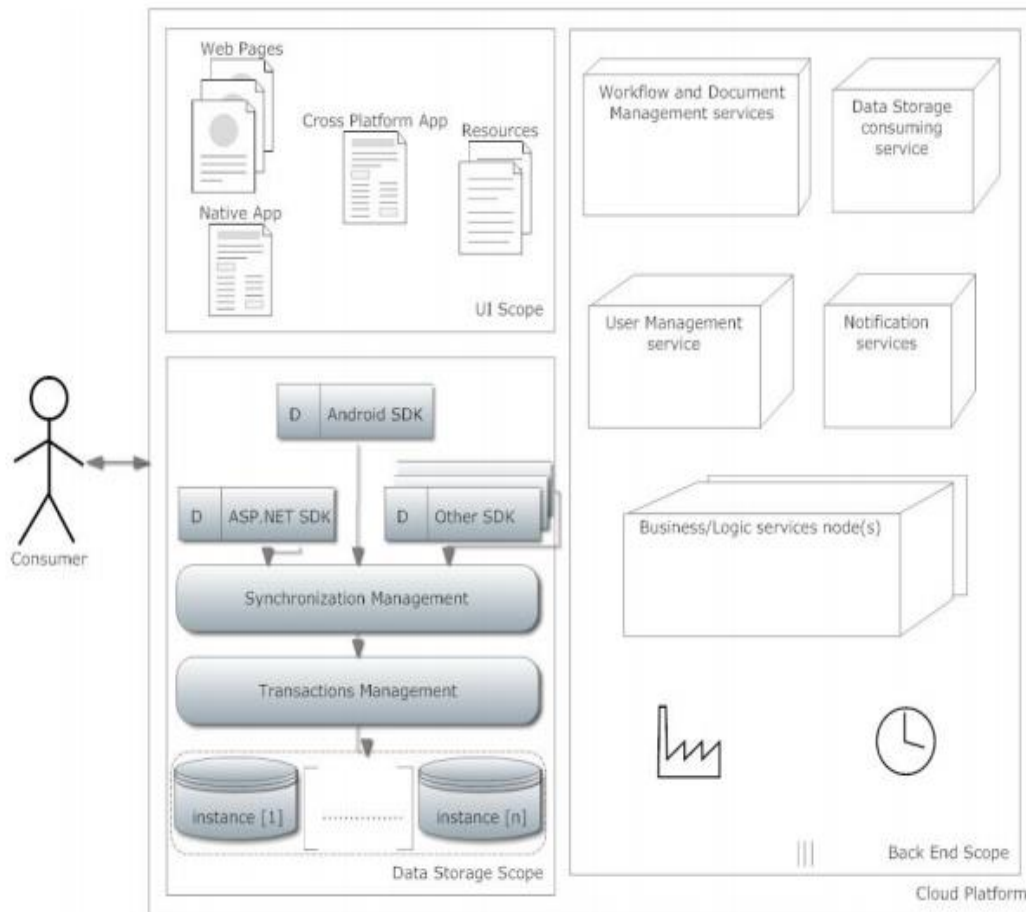 Web Pages
Cross Platform App
Resources
Native App
UI Scope
Workflow and Document
Management services
Data Storage
consuming
service
User Management
service
Notification
services
Business/Logic services node(s)
Back End Scope
Consumer
D
Android SDK
D
ASP.NET SDK
D
Other SDK
Synchronization Management
Transactions Management
instance [1]
instance [n]
Data Storage Scope
Cloud Platform